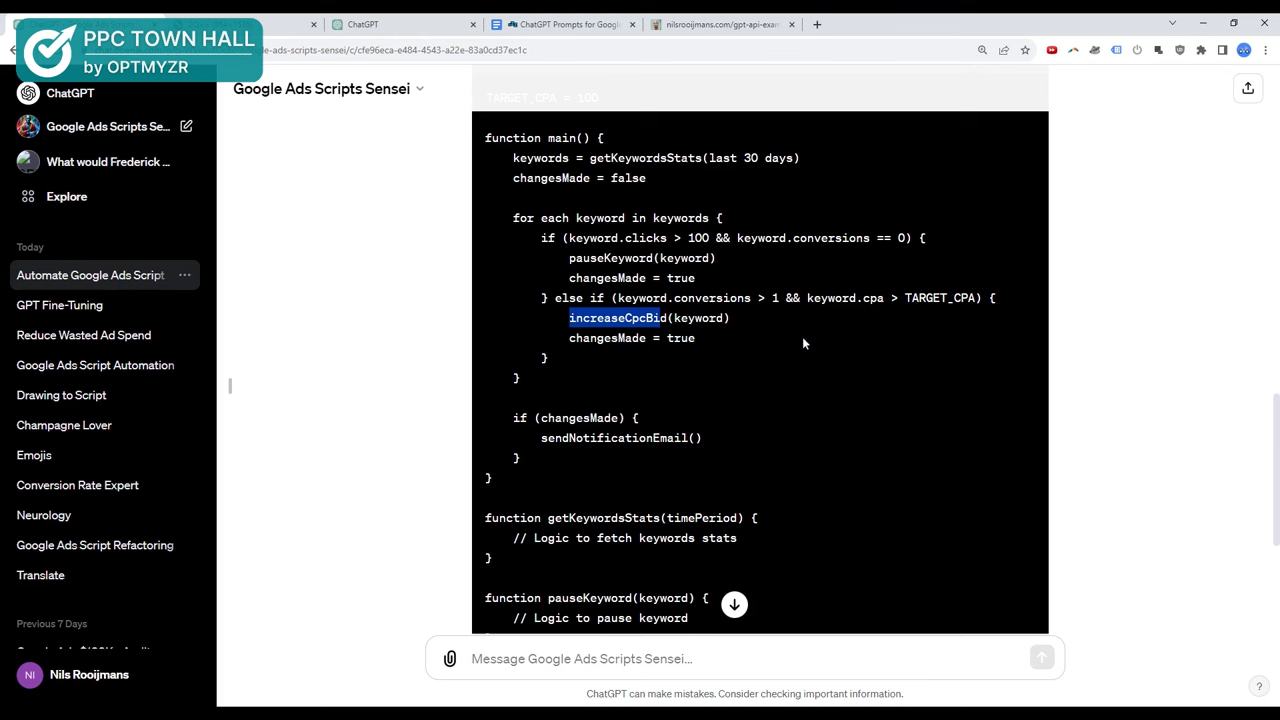 PPC TOWN HALL
by OPTMYZR
ChatGPT
ChatGPT Prompts for Google
nilsrooijmans.com/gpt-api-exam
-ads-scripts-sensei/c/cfe96eca-e484-4543-a22e-83a0cd37ec1c
ChatGPT
Google Ads Scripts Se...
What would Frederick ...
Explore
Today
Automate Google Ads Script
GPT Fine-Tuning
Reduce Wasted Ad Spend
Google Ads Script Automation
Drawing to Script
Champagne Lover
Emojis
Conversion Rate Expert
Neurology
Google Ads Script Refactoring
Translate
Previous 7 Days
NI
Nils Rooijmans
Google Ads Scripts Sensei
TARGET_CPA = 100
function main() {
keywords = getKeywordsStats(last 30 days)
changesMade = false
for each keyword in keywords {
if (keyword.clicks > 100 && keyword.conversions == 0) {
pauseKeyword(keyword)
changesMade = true
} else if (keyword.conversions > 1 && keyword.cpa > TARGET_CPA) {
increaseCpcBid(keyword)
changesMade = true
}
}
if (changesMade) {
sendNotificationEmail()
}
}
function getKeywordsStats(timePeriod) {
// Logic to fetch keywords stats
}
function pauseKeyword(keyword) {
// Logic to pause keyword
Message Google Ads Scripts Sensei...
ChatGPT can make mistakes. Consider checking important information.
?